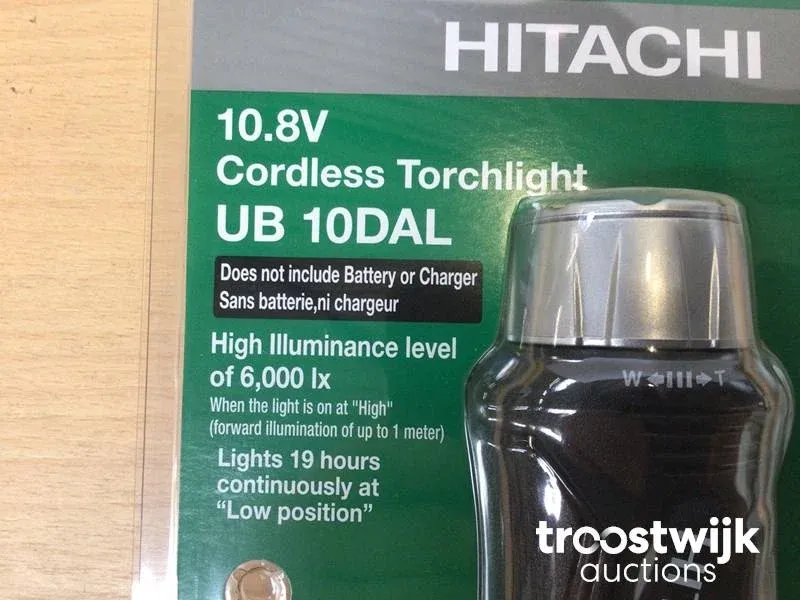 HITACHI
10.8V
Cordless Torchlight
UB 10DAL
Does not include Battery or Charger
Sans batterie,ni chargeur
High Illuminance level
of 6,000 lx
When the light is on at "High"
(forward illumination of up to 1 meter)
Lights 19 hours
continuously at
“Low position”
W T
troostwijk
auctions